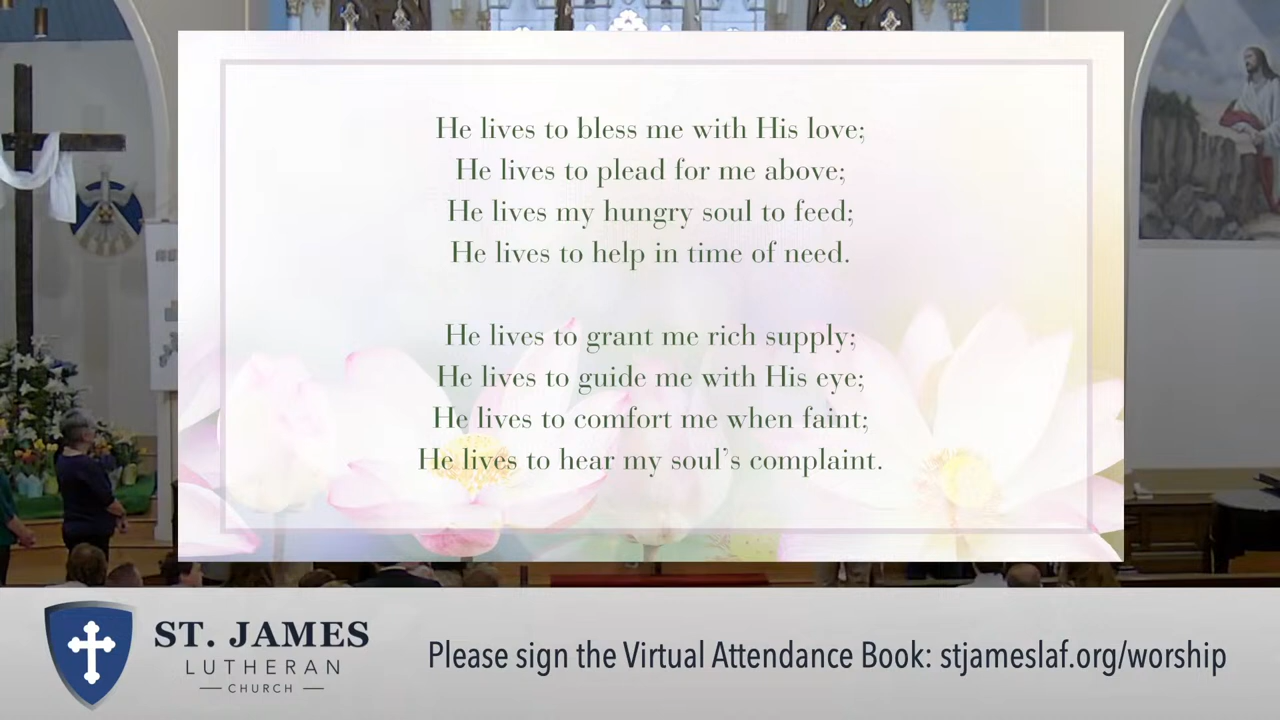 He lives to bless me with His love;
He lives to plead for me above;
He lives my hungry soul to feed;
He lives to help in time of need.
He lives to grant me rich supply;
He lives to guide me with His eye;
He lives to comfort me when faint;
He lives to hear my soul's complaint.
ST. JAMES
LUTHERAN
CHURCH
Please sign the Virtual Attendance Book: stjameslaf.org/worship